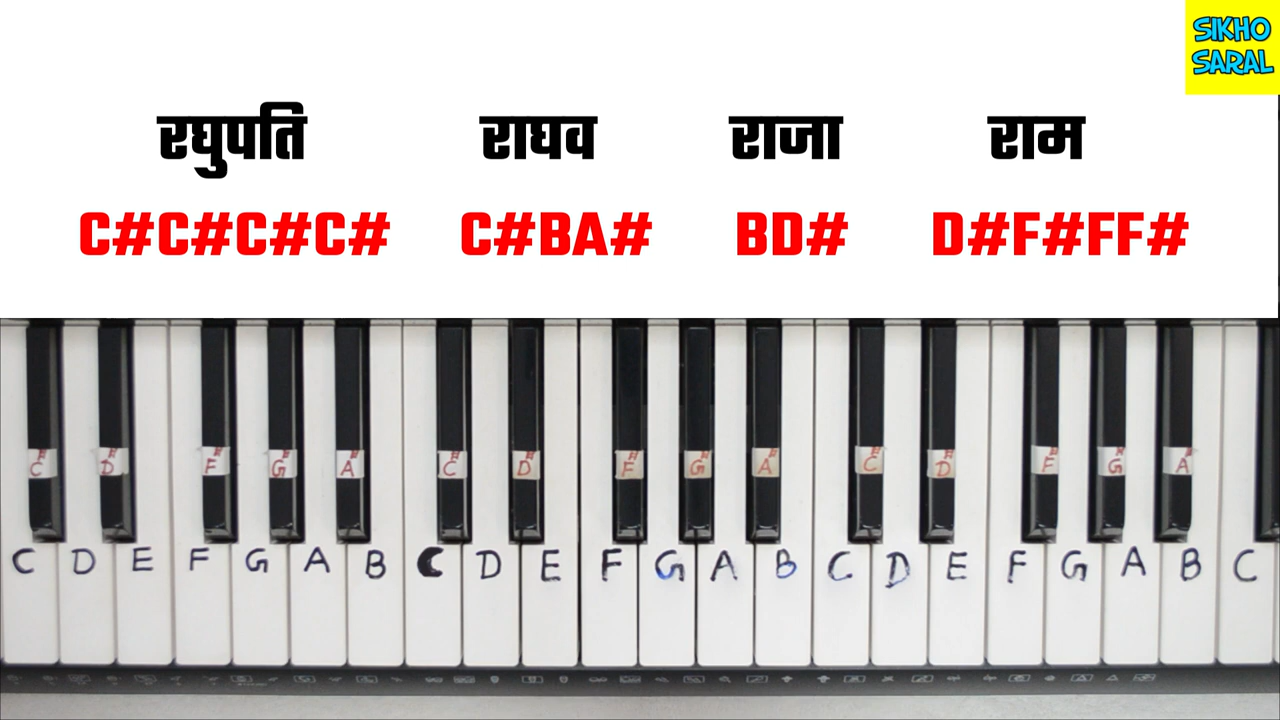 SIKHO
SARAL
रघुपति राघव राजा राम
C#C#C#C# C#BA# BD# D#F#FF#
C# D# F# G# A# C# D# F# G# A# C# D# F# G# A#
C D E F G A B C D E F G A B C D E F G A B C